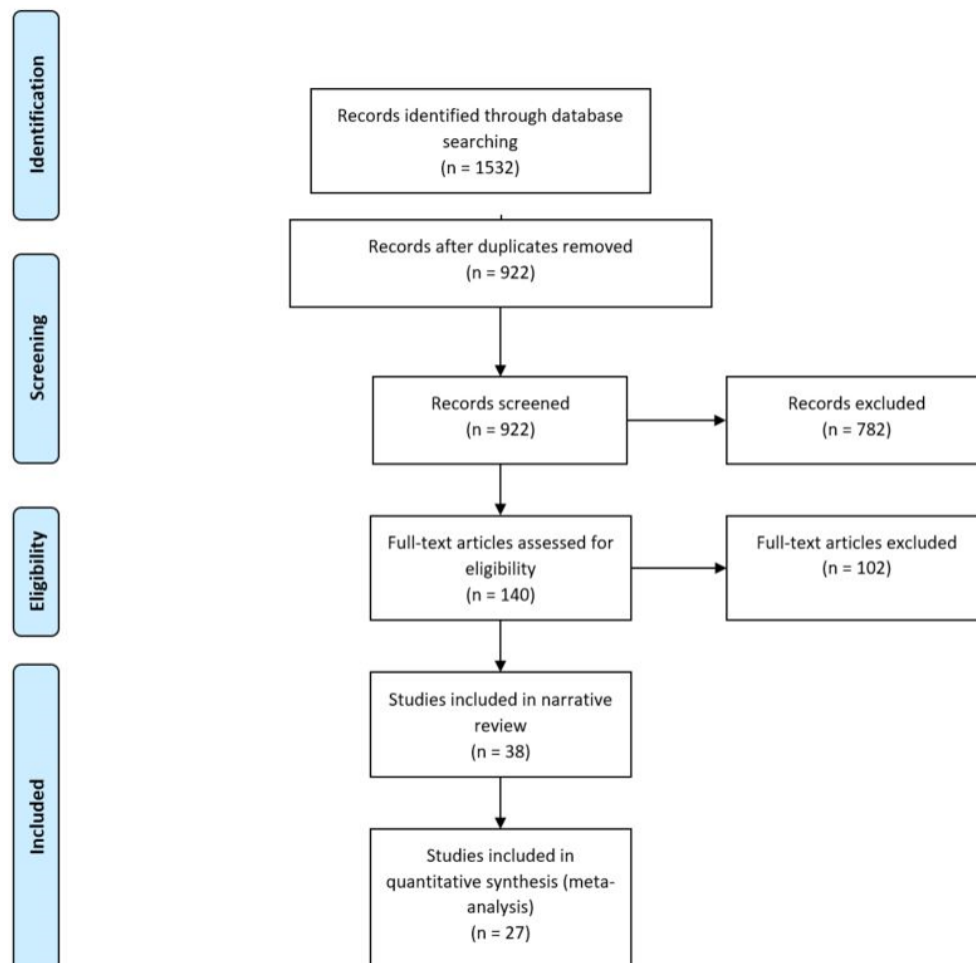 Identification
Records identified through database
searching
(n = 1532)
Records after duplicates removed
(n = 922)
Screening
Records screened
(n = 922)
Records excluded
(n = 782)
Eligibility
Full-text articles assessed for
eligibility
(n = 140)
Full-text articles excluded
(n = 102)
Included
Studies included in narrative
review
(n = 38)
Studies included in
quantitative synthesis (meta-
analysis)
(n = 27)